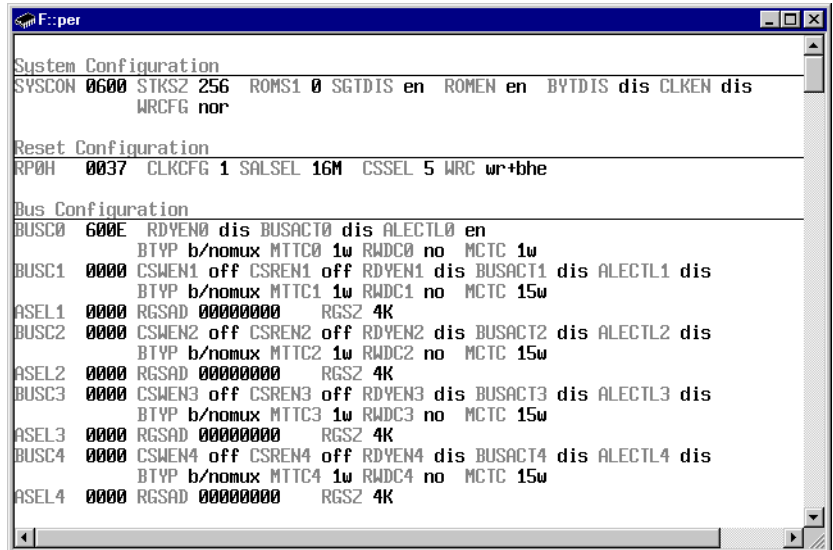 F::per
System Configuration
SYSCON 0600 STKSZ 256 ROMS1 0 SGTDIS en ROMEN en BYTDIS dis CLKEN dis
WRCFG nor
Reset Configuration
RP0H 0037 CLKCFG 1 SALSEL 16M CSSEL 5 WRC wr+bhe
Bus Configuration
BUSC0 600E RDYEN0 dis BUSACT0 dis ALECTL0 en
BTYP b/nomux MTTC0 1w RWDC0 no MCTC 1w
BUSC1 0000 CSWEN1 off CSREN1 off RDYEN1 dis BUSACT1 dis ALECTL1 dis
BTYP b/nomux MTTC1 1w RWDC1 no MCTC 15w
ASEL1 0000 RGSAD 00000000 RGSZ 4K
BUSC2 0000 CSWEN2 off CSREN2 off RDYEN2 dis BUSACT2 dis ALECTL2 dis
BTYP b/nomux MTTC2 1w RWDC2 no MCTC 15w
ASEL2 0000 RGSAD 00000000 RGSZ 4K
BUSC3 0000 CSWEN3 off CSREN3 off RDYEN3 dis BUSACT3 dis ALECTL3 dis
BTYP b/nomux MTTC3 1w RWDC3 no MCTC 15w
ASEL3 0000 RGSAD 00000000 RGSZ 4K
BUSC4 0000 CSWEN4 off CSREN4 off RDYEN4 dis BUSACT4 dis ALECTL4 dis
BTYP b/nomux MTTC4 1w RWDC4 no MCTC 15w
ASEL4 0000 RGSAD 00000000 RGSZ 4K